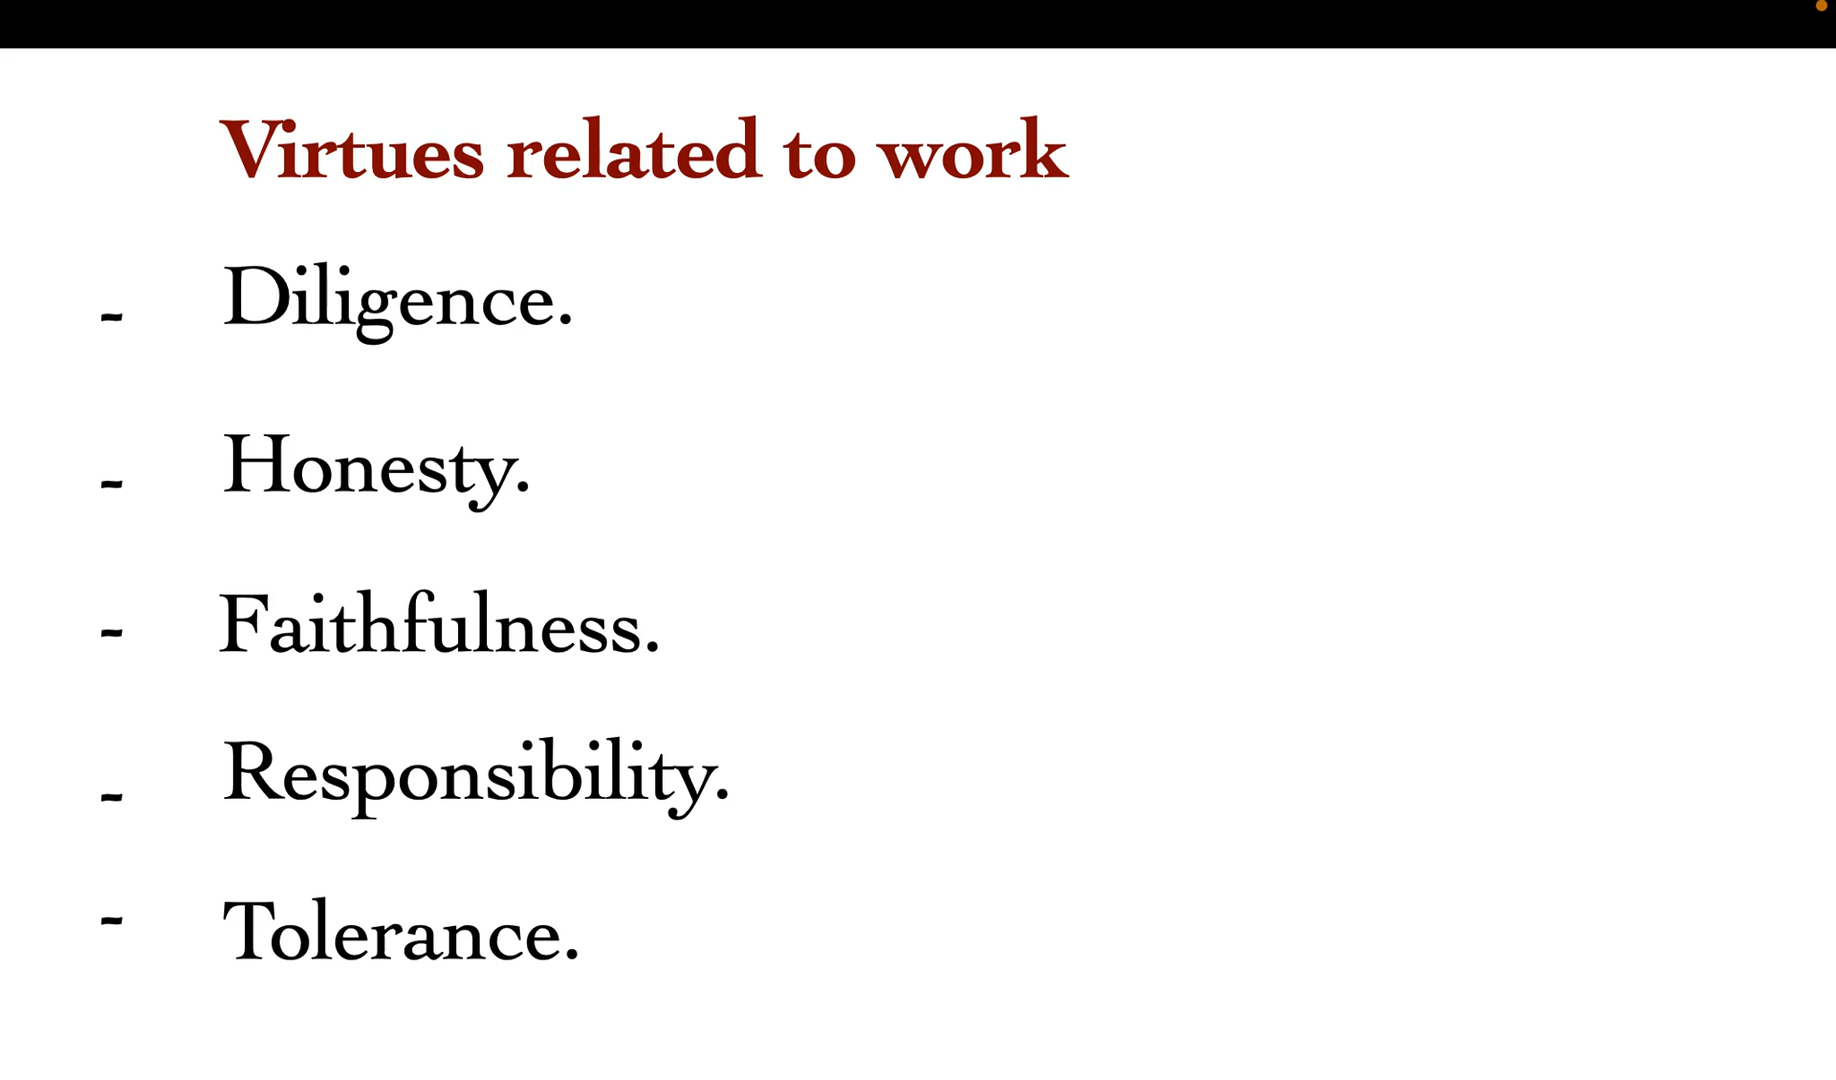 Virtues related to work
- Diligence.
- Honesty.
- Faithfulness.
- Responsibility.
- Tolerance.